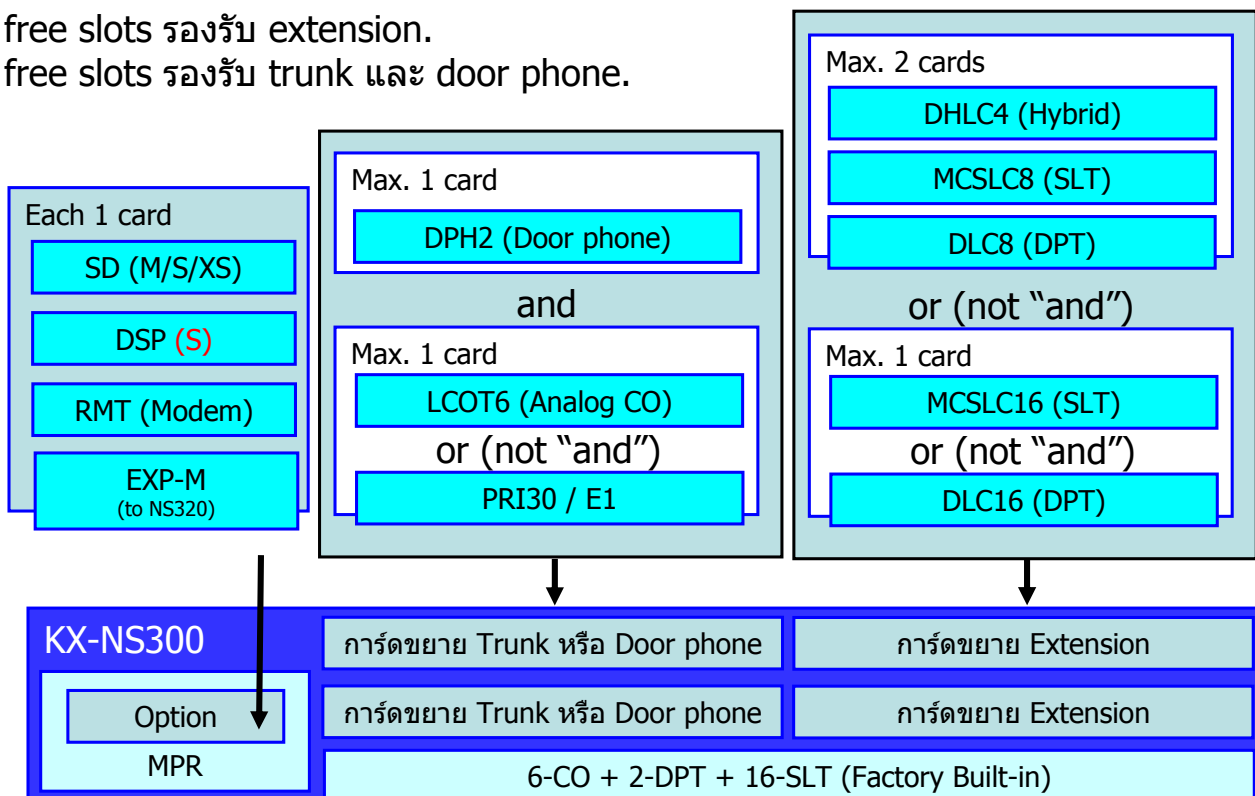 free slots รองรับ extension.
free slots รองรับ trunk และ door phone.
Each 1 card
SD (M/S/XS)
DSP (S)
RMT (Modem)
EXP-M
(to NS320)
Max. 1 card
DPH2 (Door phone)
and
Max. 1 card
LCOT6 (Analog CO)
or (not “and”)
PRI30 / E1
Max. 2 cards
DHLC4 (Hybrid)
MCSLC8 (SLT)
DLC8 (DPT)
or (not “and”)
Max. 1 card
MCSLC16 (SLT)
or (not “and”)
DLC16 (DPT)
KX-NS300
Option
MPR
การ์ดขยาย Trunk หรือ Door phone
การ์ดขยาย Extension
การ์ดขยาย Trunk หรือ Door phone
การ์ดขยาย Extension
6-CO + 2-DPT + 16-SLT (Factory Built-in)